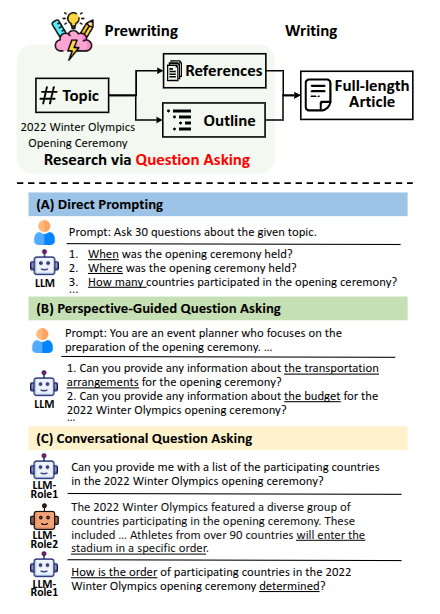 Prewriting
Writing
# Topic
References
Outline
Full-length
Article
2022 Winter Olympics
Opening Ceremony
Research via Question Asking
(A) Direct Prompting
Prompt: Ask 30 questions about the given topic.
LLM
1. When was the opening ceremony held?
2. Where was the opening ceremony held?
3. How many countries participated in the opening ceremony?
...
(B) Perspective-Guided Question Asking
Prompt: You are an event planner who focuses on the
preparation of the opening ceremony. ...
LLM
1. Can you provide any information about the transportation
arrangements for the opening ceremony?
2. Can you provide any information about the budget for the
2022 Winter Olympics opening ceremony?
...
(C) Conversational Question Asking
LLM-
Role1
Can you provide me with a list of the participating countries
in the 2022 Winter Olympics opening ceremony?
LLM-
Role2
The 2022 Winter Olympics featured a diverse group of
countries participating in the opening ceremony. These
included ... Athletes from over 90 countries will enter the
stadium in a specific order.
LLM-
Role1
How is the order of participating countries in the 2022
Winter Olympics opening ceremony determined?